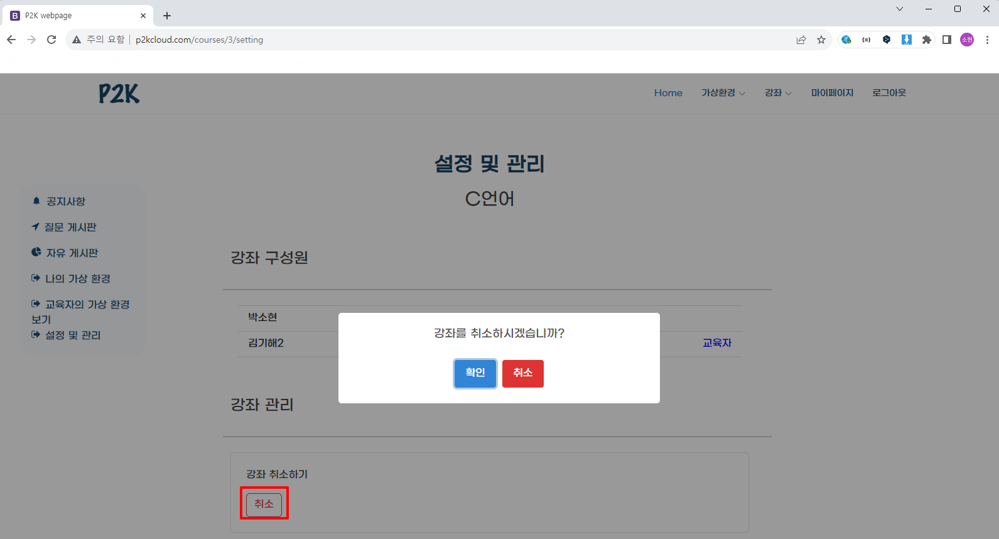 P2K webpage
주의 요함 p2kcloud.com/courses/3/setting
소현
P2K
Home 가상환경 강좌 마이페이지 로그아웃
설정 및 관리
C언어
공지사항
질문 게시판
자유 게시판
나의 가상 환경
교육자의 가상 환경
보기
설정 및 관리
강좌 구성원
박소현
김기해2 교육자
강좌를 취소하시겠습니까?
확인 취소
강좌 관리
강좌 취소하기
취소